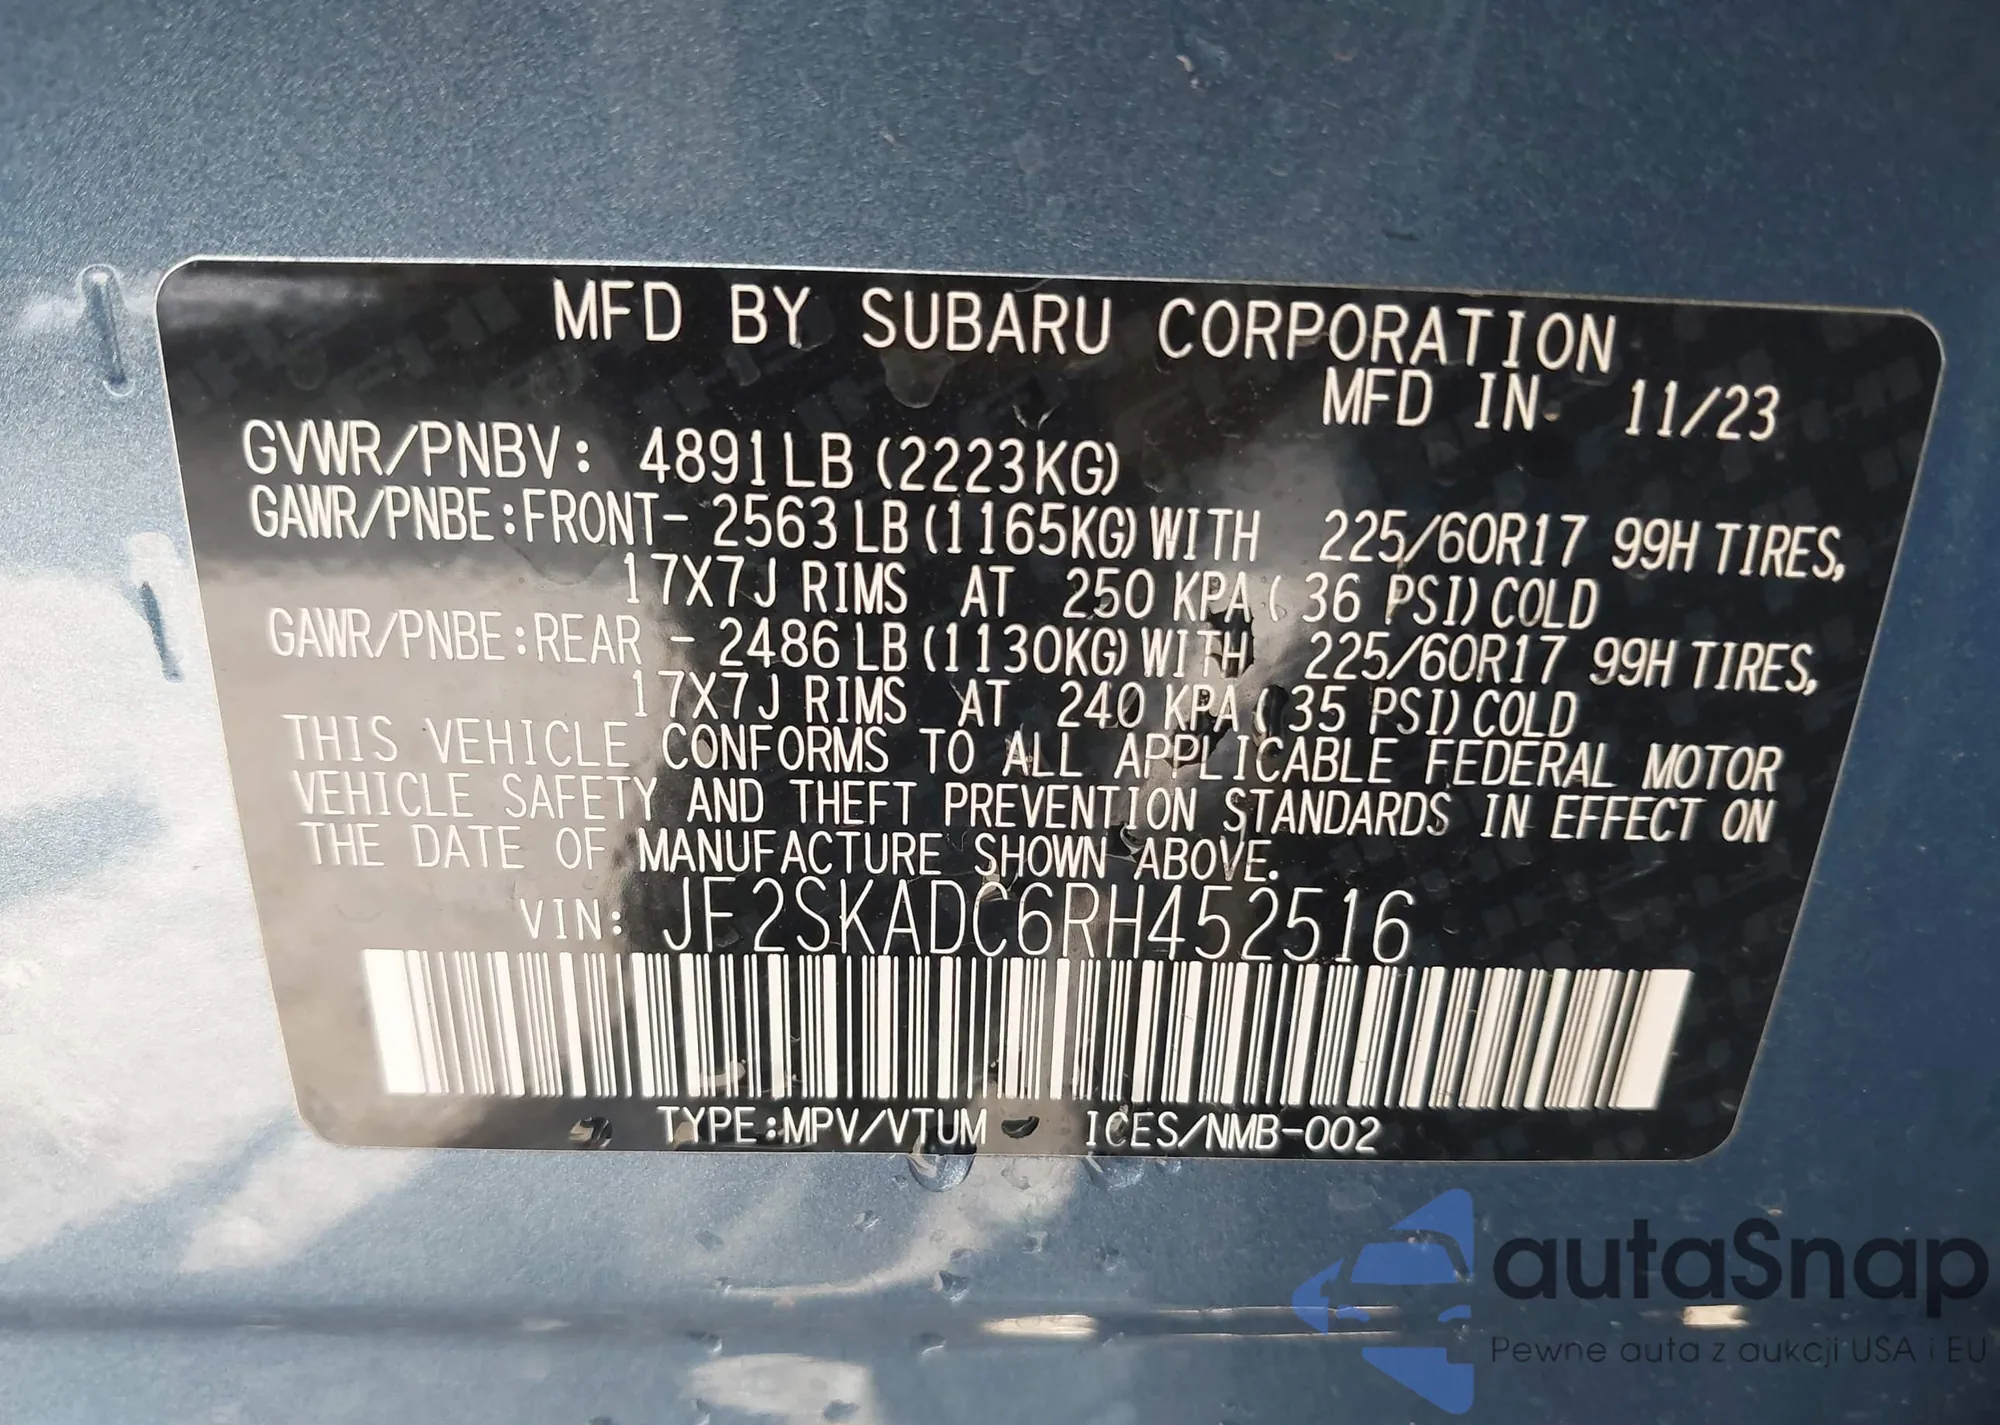 MFD BY SUBARU CORPORATION
MFD IN 11/23
GVWR/PNBV: 4891LB (2223KG)
GAWR/PNBE:FRONT- 2563 LB (1165KG) WITH 225/60R17 99H TIRES,
17X7J RIMS AT 250 KPA ( 36 PSI) COLD
GAWR/PNBE:REAR - 2486 LB (1130KG) WITH 225/60R17 99H TIRES,
17X7J RIMS AT 240 KPA ( 35 PSI) COLD
THIS VEHICLE CONFORMS TO ALL APPLICABLE FEDERAL MOTOR
VEHICLE SAFETY AND THEFT PREVENTION STANDARDS IN EFFECT ON
THE DATE OF MANUFACTURE SHOWN ABOVE.
VIN: JF2SKADC6RH452516
TYPE:MPV/VTUM ICES/NMB-002
autaSnap
Pewne auta z aukcji USA i EU